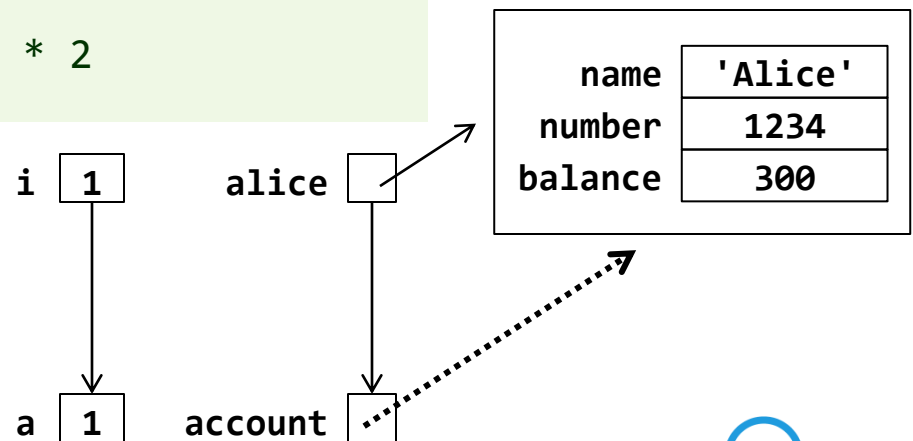 * 2
name 'Alice'
number 1234
balance 300
i 1 alice
a 1 account